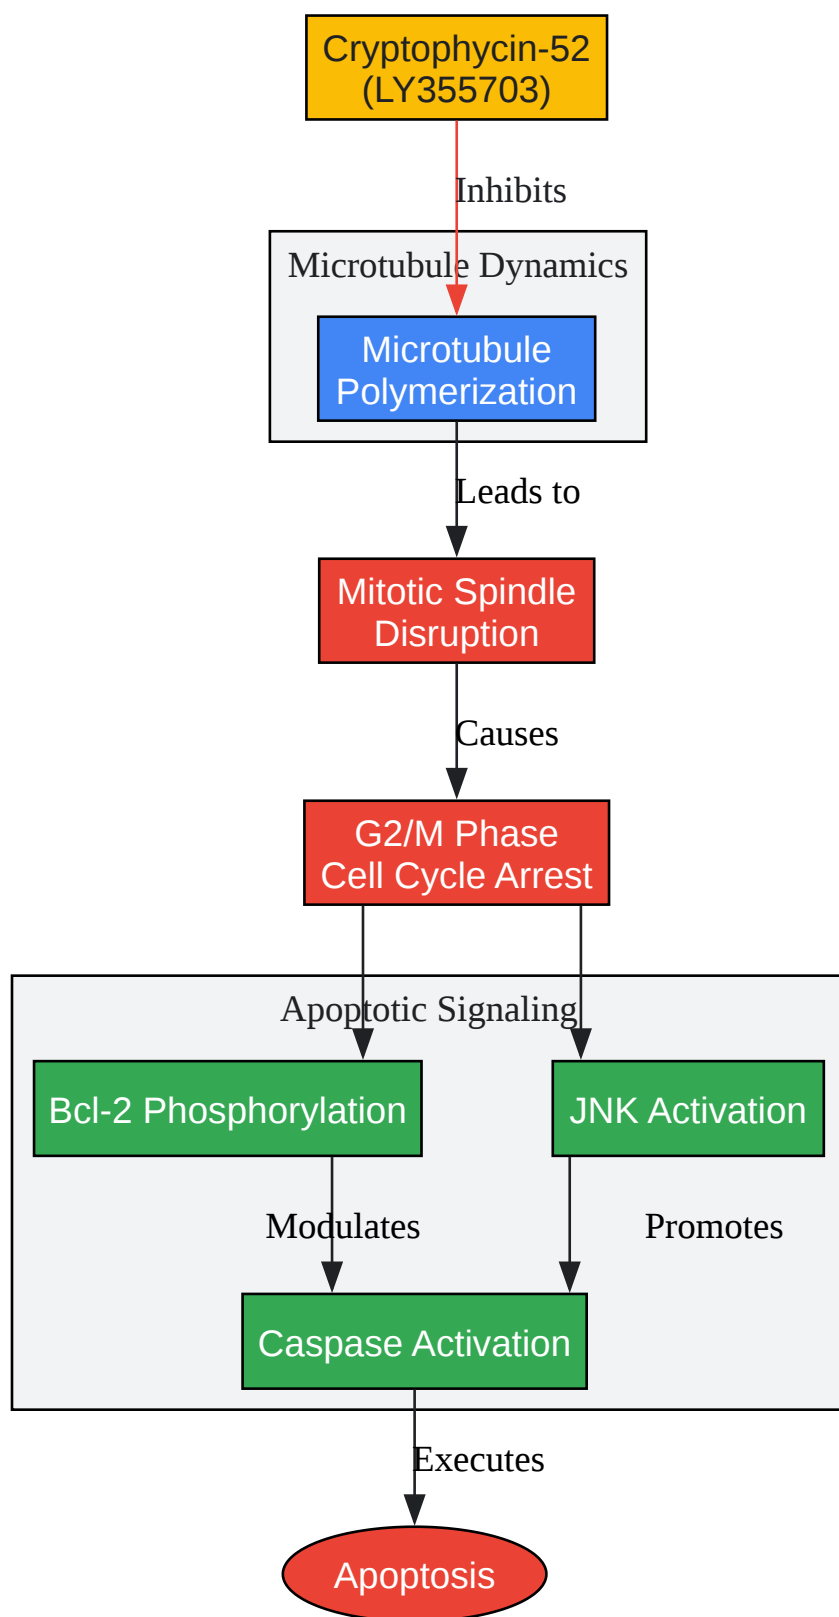 Cryptophycin-52
(LY355703)
Inhibits
Microtubule Dynamics
Microtubule
Polymerization
Leads to
Mitotic Spindle
Disruption
Causes
G2/M Phase
Cell Cycle Arrest
Apoptotic Signaling
Bcl-2 Phosphorylation
JNK Activation
Modulates
Promotes
Caspase Activation
Executes
Apoptosis